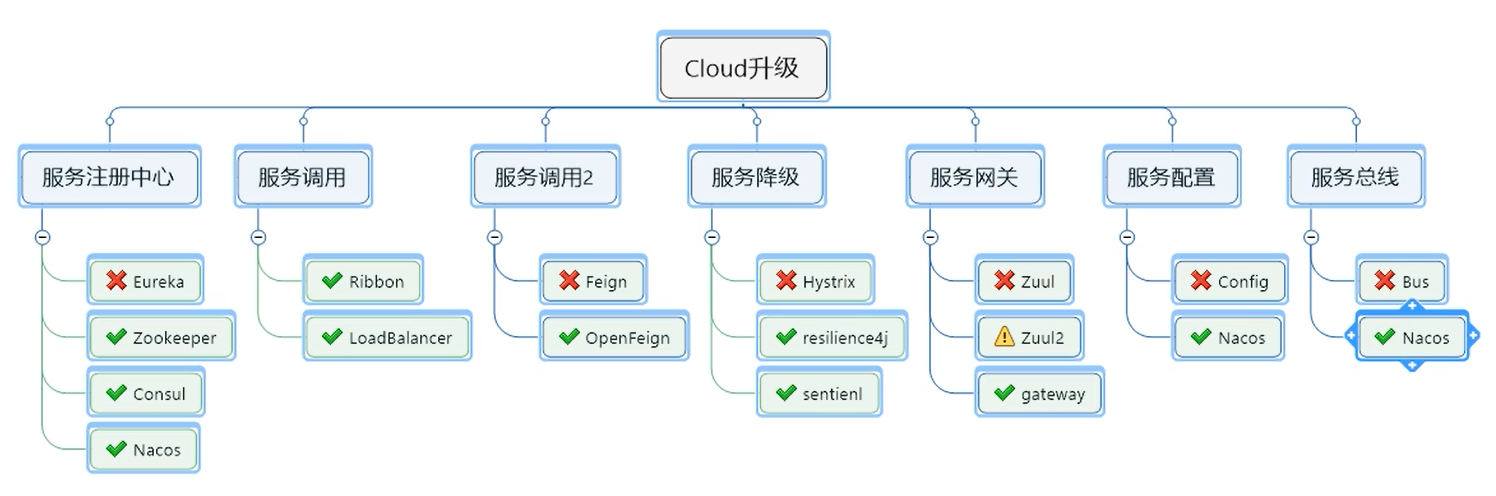 Cloud升级
服务注册中心
Eureka
Zookeeper
Consul
Nacos
服务调用
Ribbon
LoadBalancer
服务调用2
Feign
OpenFeign
服务降级
Hystrix
resilience4j
sentienl
服务网关
Zuul
Zuul2
gateway
服务配置
Config
Nacos
服务总线
Bus
Nacos